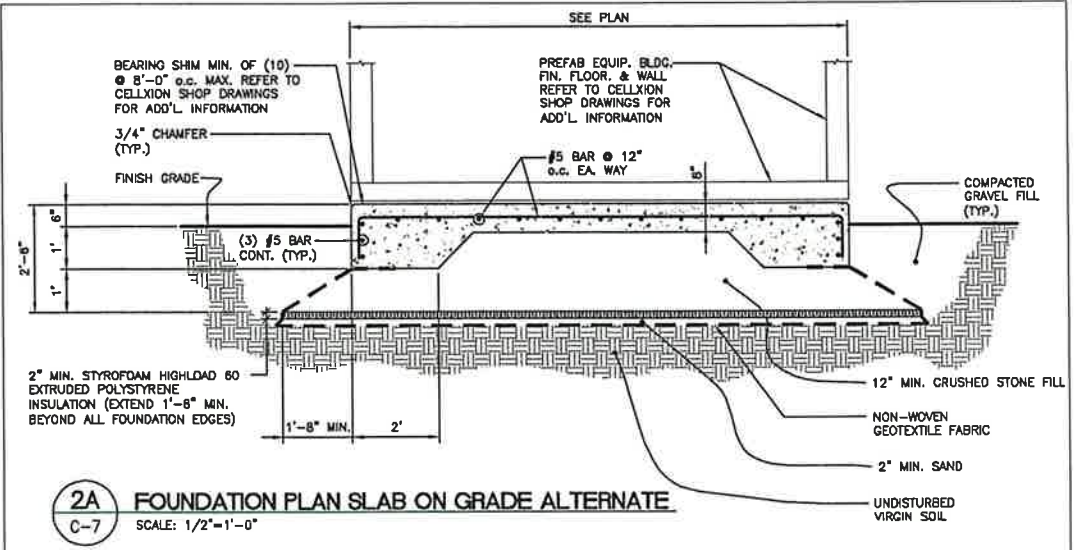 SEE PLAN
BEARING SHIM MIN. OF (10)
@ 8'-0" o.c. MAX. REFER TO
CELLXION SHOP DRAWINGS
FOR ADD'L INFORMATION
3/4" CHAMFER
(TYP.)
FINISH GRADE
PREFAB EQUIP. BLDG.
FIN. FLOOR. & WALL
REFER TO CELLXION
SHOP DRAWINGS FOR
ADD'L INFORMATION
#5 BAR @ 12"
o.c. EA. WAY
8"
COMPACTED
GRAVEL FILL
(TYP.)
6"
1'
2'-6"
1'
(3) #5 BAR
CONT. (TYP.)
2" MIN. STYROFOAM HIGHLOAD 60
EXTRUDED POLYSTYRENE
INSULATION (EXTEND 1'-8" MIN.
BEYOND ALL FOUNDATION EDGES)
1'-8" MIN.
2'
12" MIN. CRUSHED STONE FILL
NON-WOVEN
GEOTEXTILE FABRIC
2" MIN. SAND
UNDISTURBED
VIRGIN SOIL
2A
C-7
FOUNDATION PLAN SLAB ON GRADE ALTERNATE
SCALE: 1/2"=1'-0"